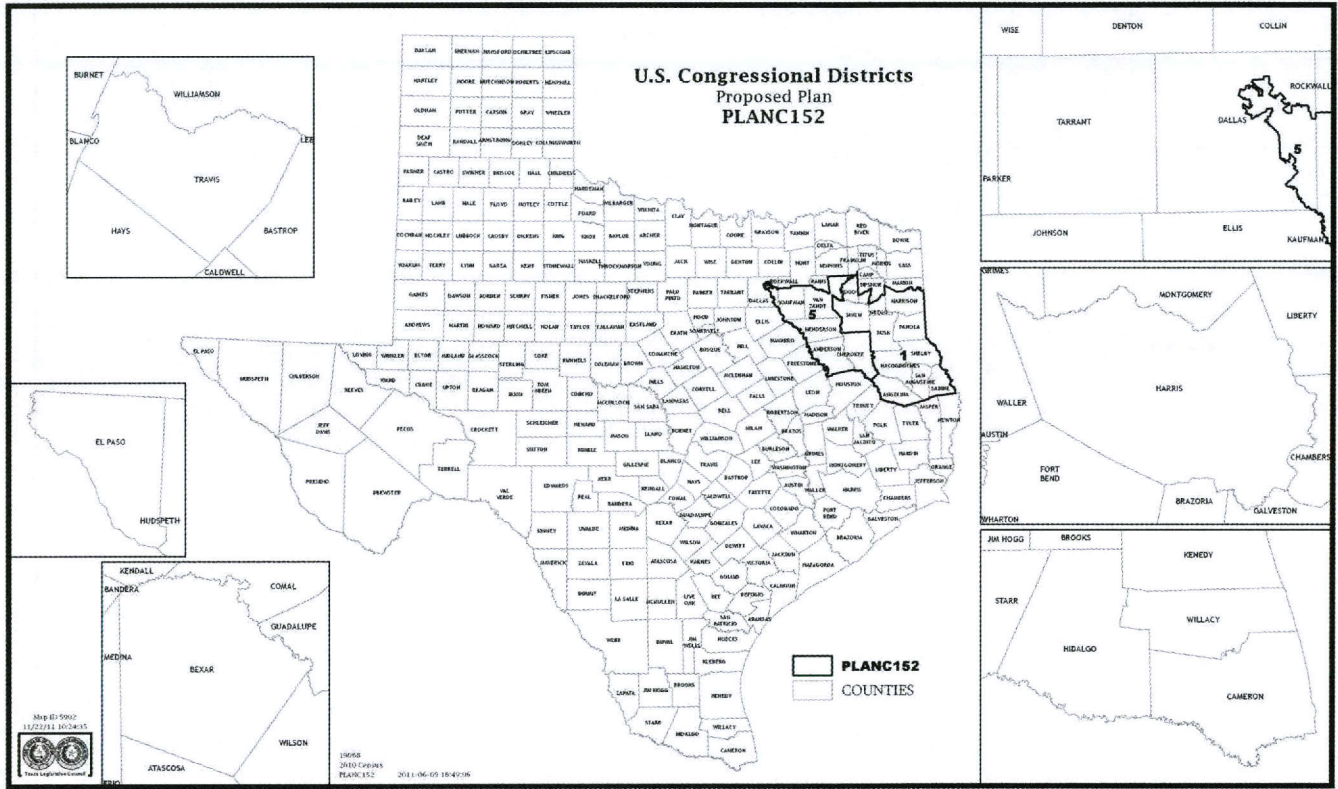 U.S. Congressional Districts
Proposed Plan
PLANC152
BURNET
WILLIAMSON
BLANCO
LEE
TRAVIS
HAYS
BASTROP
CALDWELL
EL PASO
HUDSPETH
KENDALL
BANDERA
COMAL
GUADALUPE
MEDINA
BEXAR
WILSON
ATASCOSA
FRIO
WISE
DENTON
COLLIN
ROCKWALL
DALLAS
TARRANT
5
PARKER
JOHNSON
ELLIS
KAUFMAN
GRIMES
MONTGOMERY
LIBERTY
HARRIS
WALLER
AUSTIN
FORT
BEND
CHAMBERS
BRAZORIA
GALVESTON
WHARTON
JIM HOGG
BROOKS
KENEDY
STARR
WILLACY
HIDALGO
CAMERON
DALLAM SHERMAN HANSFORD OCHILTREE LIPSCOMB
HARTLEY MOORE HUTCHINSON ROBERTS HEMPHILL
OLDHAM POTTER CARSON GRAY WHEELER
DEAF
SMITH RANDALL ARMSTRONG DONLEY COLLINGSWORTH
PARMER CASTRO SWISHER BRISCOE HALL CHILDRESS
HARDEMAN
BAILEY LAMB HALE FLOYD MOTLEY COTTLE
FOARD WILBARGER WICHITA CLAY
COCHRAN HOCKLEY LUBBOCK CROSBY DICKENS KING KNOX BAYLOR ARCHER
MONTAGUE COOKE GRAYSON FANNIN LAMAR RED
RIVER BOWIE
YOAKUM TERRY LYNN GARZA KENT STONEWALL HASKELL THROCKMORTON YOUNG JACK WISE DENTON COLLIN HUNT
DELTA HOPKINS FRANKLIN TITUS MORRIS CASS
CAMP
ROCKWALL RAINS WOOD UPSHUR MARION
GAINES DAWSON BORDEN SCURRY FISHER JONES SHACKELFORD STEPHENS PALO
PINTO PARKER TARRANT DALLAS KAUFMAN VAN
ZANDT
5
SMITH GREGG HARRISON
ANDREWS MARTIN HOWARD MITCHELL NOLAN TAYLOR CALLAHAN EASTLAND ERATH HOOD SOMERVELL JOHNSON ELLIS
HENDERSON RUSK PANOLA
EL PASO HUDSPETH CULBERSON REEVES LOVING WINKLER ECTOR MIDLAND GLASSCOCK STERLING COKE RUNNELS COLEMAN BROWN COMANCHE HAMILTON BOSQUE HILL NAVARRO FREESTONE ANDERSON CHEROKEE
1
SHELBY
NACOGDOCHES
SAN
AUGUSTINE
SABINE
WARD CRANE UPTON REAGAN IRION TOM
GREEN CONCHO MCCULLOCH SAN SABA MILLS LAMPASAS CORYELL MCLENNAN LIMESTONE FALLS LEON HOUSTON ANGELINA
JASPER NEWTON
JEFF
DAVIS
PECOS CROCKETT SCHLEICHER MENARD MASON LLANO BURNET BELL MILAM ROBERTSON BRAZOS MADISON WALKER TRINITY POLK TYLER
SAN
JACINTO HARDIN
SUTTON KIMBLE WILLIAMSON BURLESON GRIMES
PRESIDIO BREWSTER TERRELL VAL
VERDE EDWARDS KERR GILLESPIE BLANCO TRAVIS LEE WASHINGTON MONTGOMERY LIBERTY ORANGE
REAL BANDERA KENDALL HAYS BASTROP AUSTIN WALLER HARRIS CHAMBERS JEFFERSON
COMAL CALDWELL FAYETTE COLORADO FORT
BEND GALVESTON
KINNEY UVALDE MEDINA BEXAR GUADALUPE GONZALES LAVACA WHARTON BRAZORIA
WILSON DEWITT JACKSON
MAVERICK ZAVALA FRIO ATASCOSA KARNES VICTORIA MATAGORDA
GOLIAD CALHOUN
DIMMIT LA SALLE MCMULLEN LIVE
OAK BEE REFUGIO
SAN
PATRICIO ARANSAS
WEBB DUVAL JIM
WELLS NUECES
KLEBERG
ZAPATA JIM HOGG BROOKS KENEDY
STARR HIDALGO WILLACY
CAMERON
PLANC152
COUNTIES
Map ID 5902
11/22/11 10:24:35
Texas Legislative Council
2010 Census
PLANC152 2011-06-09 18:49:06